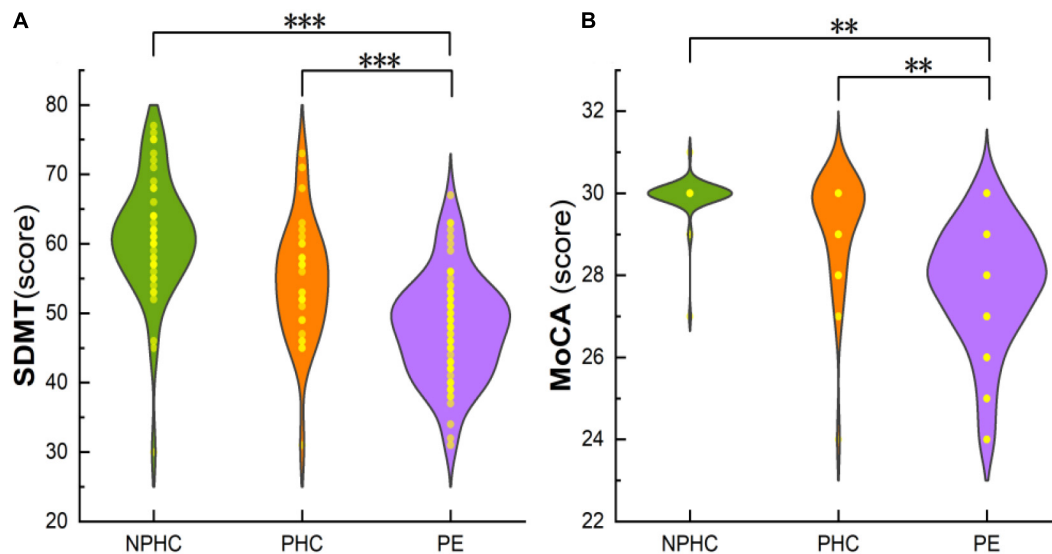 A
***
***
SDMT(score)
80
70
60
50
40
30
20
NPHC PHC PE
B
**
**
MoCA (score)
32
30
28
26
24
22
NPHC PHC PE